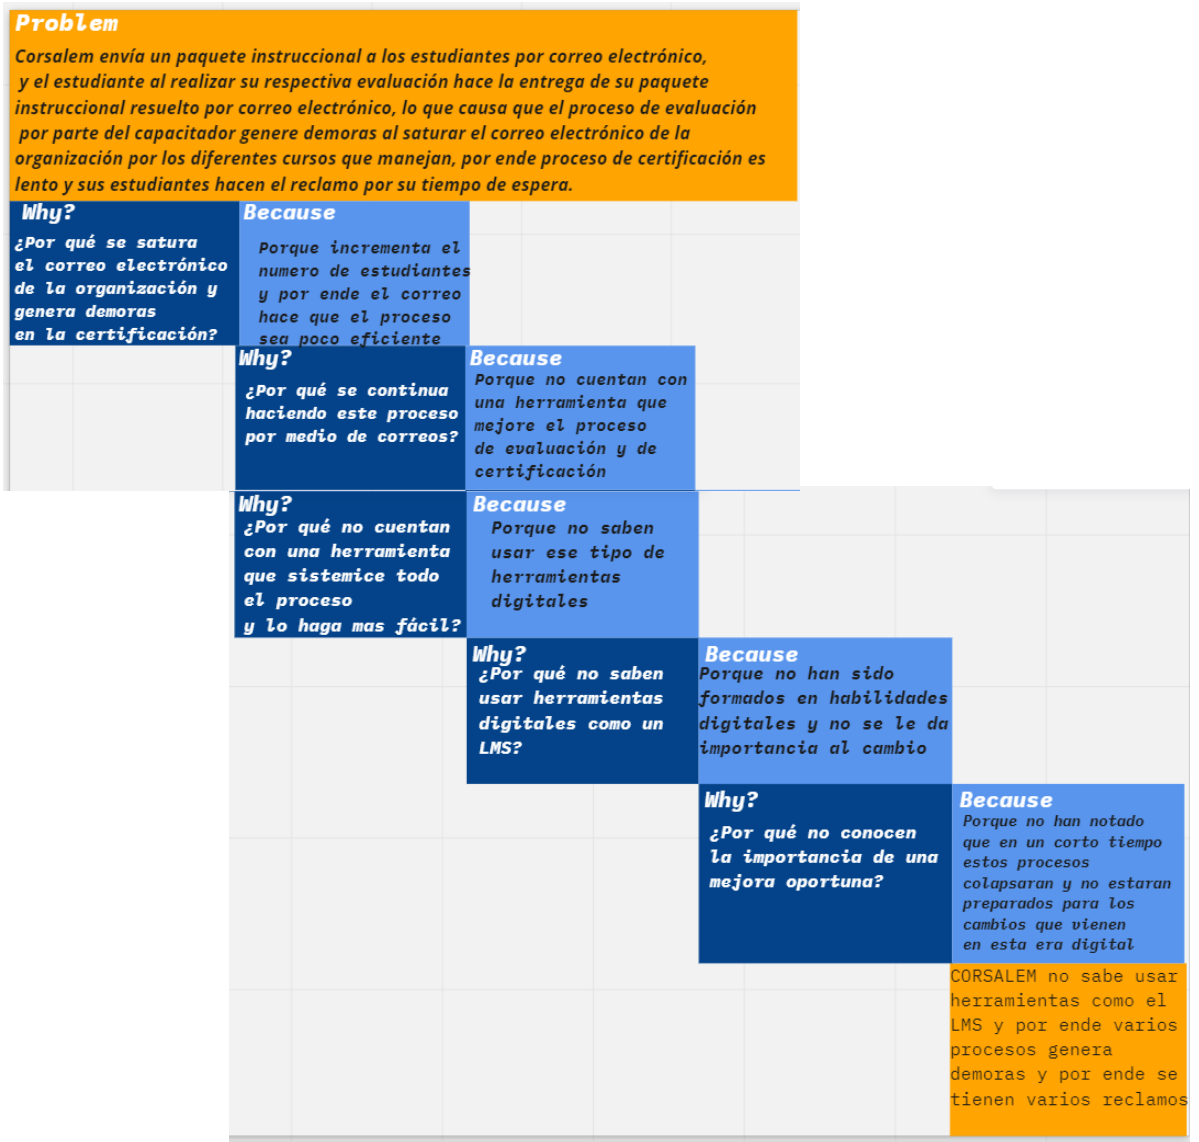 Problem
Corsalem envía un paquete instruccional a los estudiantes por correo electrónico,
y el estudiante al realizar su respectiva evaluación hace la entrega de su paquete
instruccional resuelto por correo electrónico, lo que causa que el proceso de evaluación
por parte del capacitador genere demoras al saturar el correo electrónico de la
organización por los diferentes cursos que manejan, por ende proceso de certificación es
lento y sus estudiantes hacen el reclamo por su tiempo de espera.
Why?
¿Por qué se satura
el correo electrónico
de la organización y
genera demoras
en la certificación?
Because
Porque incrementa el
numero de estudiantes
y por ende el correo
hace que el proceso
sea poco eficiente
Why?
¿Por qué se continua
haciendo este proceso
por medio de correos?
Because
Porque no cuentan con
una herramienta que
mejore el proceso
de evaluación y de
certificación
Why?
¿Por qué no cuentan
con una herramienta
que sistemice todo
el proceso
y lo haga mas fácil?
Because
Porque no saben
usar ese tipo de
herramientas
digitales
Why?
¿Por qué no saben
usar herramientas
digitales como un
LMS?
Because
Porque no han sido
formados en habilidades
digitales y no se le da
importancia al cambio
Why?
¿Por qué no conocen
la importancia de una
mejora oportuna?
Because
Porque no han notado
que en un corto tiempo
estos procesos
colapsaran y no estaran
preparados para los
cambios que vienen
en esta era digital
CORSALEM no sabe usar
herramientas como el
LMS y por ende varios
procesos genera
demoras y por ende se
tienen varios reclamos